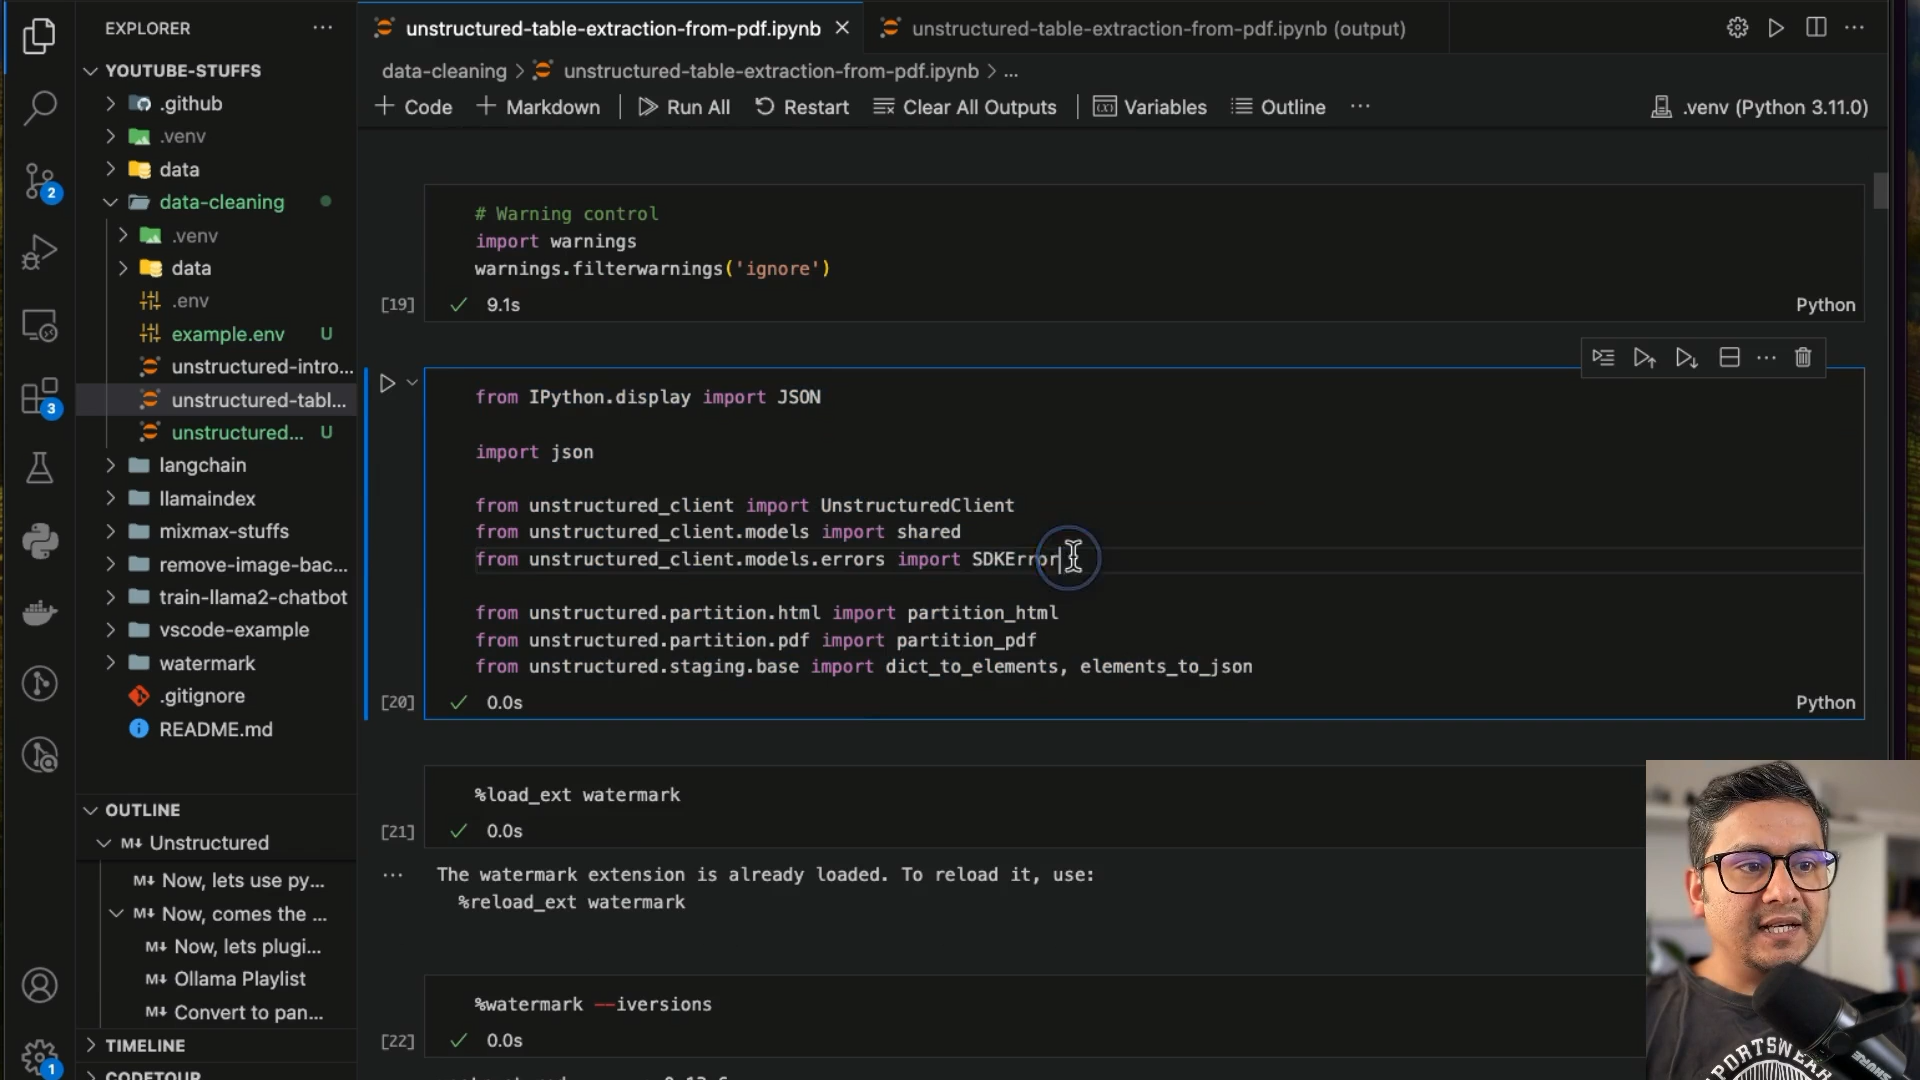 EXPLORER
YOUTUBE-STUFFS
.github
.venv
data
data-cleaning
.venv
data
.env
example.env U
unstructured-intro...
unstructured-tabl...
unstructured... U
langchain
llamaindex
mixmax-stuffs
remove-image-bac...
train-llama2-chatbot
vscode-example
watermark
.gitignore
README.md
OUTLINE
Unstructured
Now, lets use py...
Now, comes the ...
Now, lets plugi...
Ollama Playlist
Convert to pan...
TIMELINE
CODETOUR
2
3
1
unstructured-table-extraction-from-pdf.ipynb
unstructured-table-extraction-from-pdf.ipynb (output)
data-cleaning > unstructured-table-extraction-from-pdf.ipynb > ...
+ Code + Markdown Run All Restart Clear All Outputs Variables Outline ... .venv (Python 3.11.0)
# Warning control
import warnings
warnings.filterwarnings('ignore')
[19] 9.1s Python
from IPython.display import JSON
import json
from unstructured_client import UnstructuredClient
from unstructured_client.models import shared
from unstructured_client.models.errors import SDKError
from unstructured.partition.html import partition_html
from unstructured.partition.pdf import partition_pdf
from unstructured.staging.base import dict_to_elements, elements_to_json
[20] 0.0s Python
%load_ext watermark
[21] 0.0s
The watermark extension is already loaded. To reload it, use:
%reload_ext watermark
%watermark --iversions
[22] 0.0s